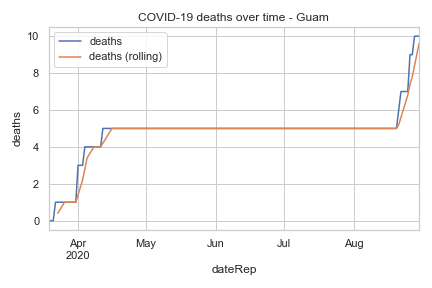 COVID-19 deaths over time - Guam
deaths
deaths (rolling)
10
8
6
4
2
0
deaths
Apr
2020
May
Jun
Jul
Aug
dateRep